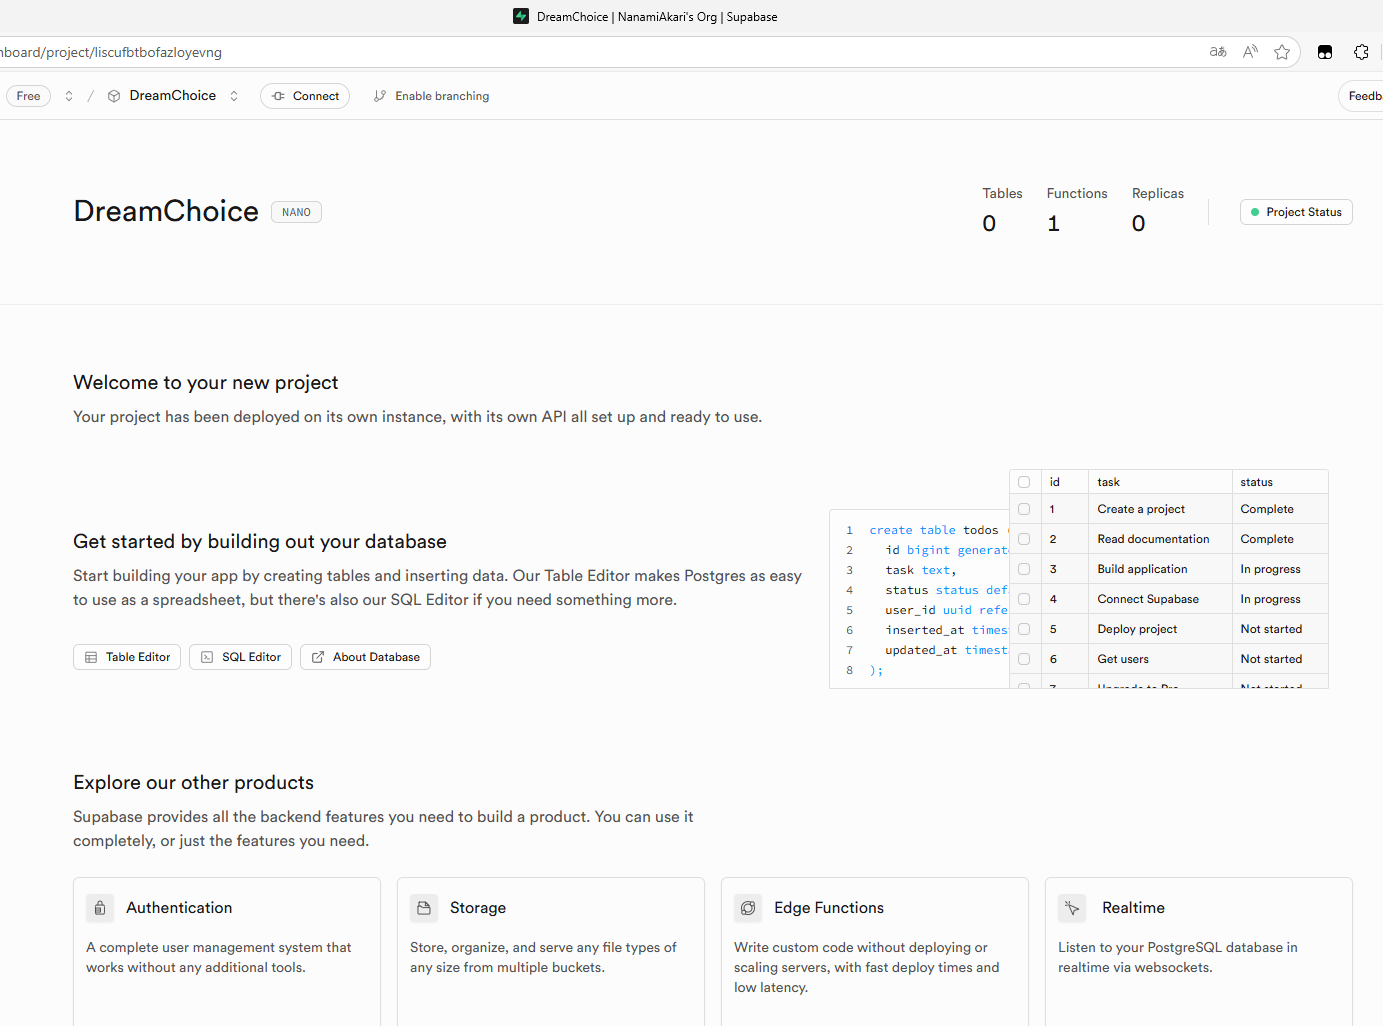 DreamChoice | NanamiAkari's Org | Supabase
board/project/liscufbtbofazloyevng
Free / DreamChoice Connect Enable branching
DreamChoice NANO
Tables Functions Replicas
0 1 0
Project Status
Welcome to your new project
Your project has been deployed on its own instance, with its own API all set up and ready to use.
Get started by building out your database
Start building your app by creating tables and inserting data. Our Table Editor makes Postgres as easy
to use as a spreadsheet, but there's also our SQL Editor if you need something more.
Table Editor SQL Editor About Database
1 create table todos
2 id bigint generat
3 task text,
4 status status def
5 user_id uuid refe
6 inserted_at times
7 updated_at timest
8 );
id task status
1 Create a project Complete
2 Read documentation Complete
3 Build application In progress
4 Connect Supabase In progress
5 Deploy project Not started
6 Get users Not started
7 Upgrade to Pro Not started
Explore our other products
Supabase provides all the backend features you need to build a product. You can use it
completely, or just the features you need.
Authentication
A complete user management system that
works without any additional tools.
Storage
Store, organize, and serve any file types of
any size from multiple buckets.
Edge Functions
Write custom code without deploying or
scaling servers, with fast deploy times and
low latency.
Realtime
Listen to your PostgreSQL database in
realtime via websockets.